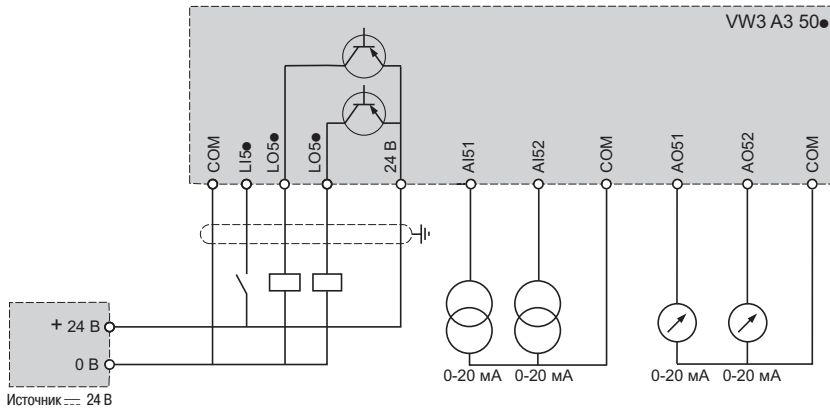 VW3 A3 50●
COM
LI5●
LO5●
LO5●
24 В
AI51
AI52
COM
AO51
AO52
COM
+ 24 В
0 В
0-20 мА 0-20 мА
0-20 мА 0-20 мА
Источник ⎓ 24 В